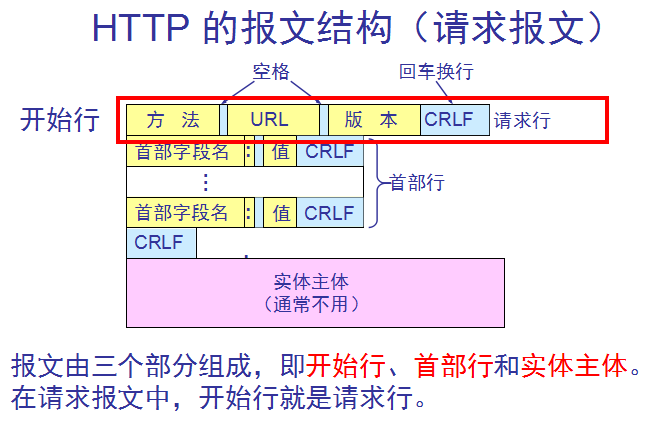 HTTP 的报文结构（请求报文）
空格
回车换行
开始行
方 法 URL 版 本 CRLF 请求行
首部字段名 : 值 CRLF
⋮
首部行
首部字段名 : 值 CRLF
CRLF
实体主体
（通常不用）
报文由三个部分组成，即开始行、首部行和实体主体。
在请求报文中，开始行就是请求行。